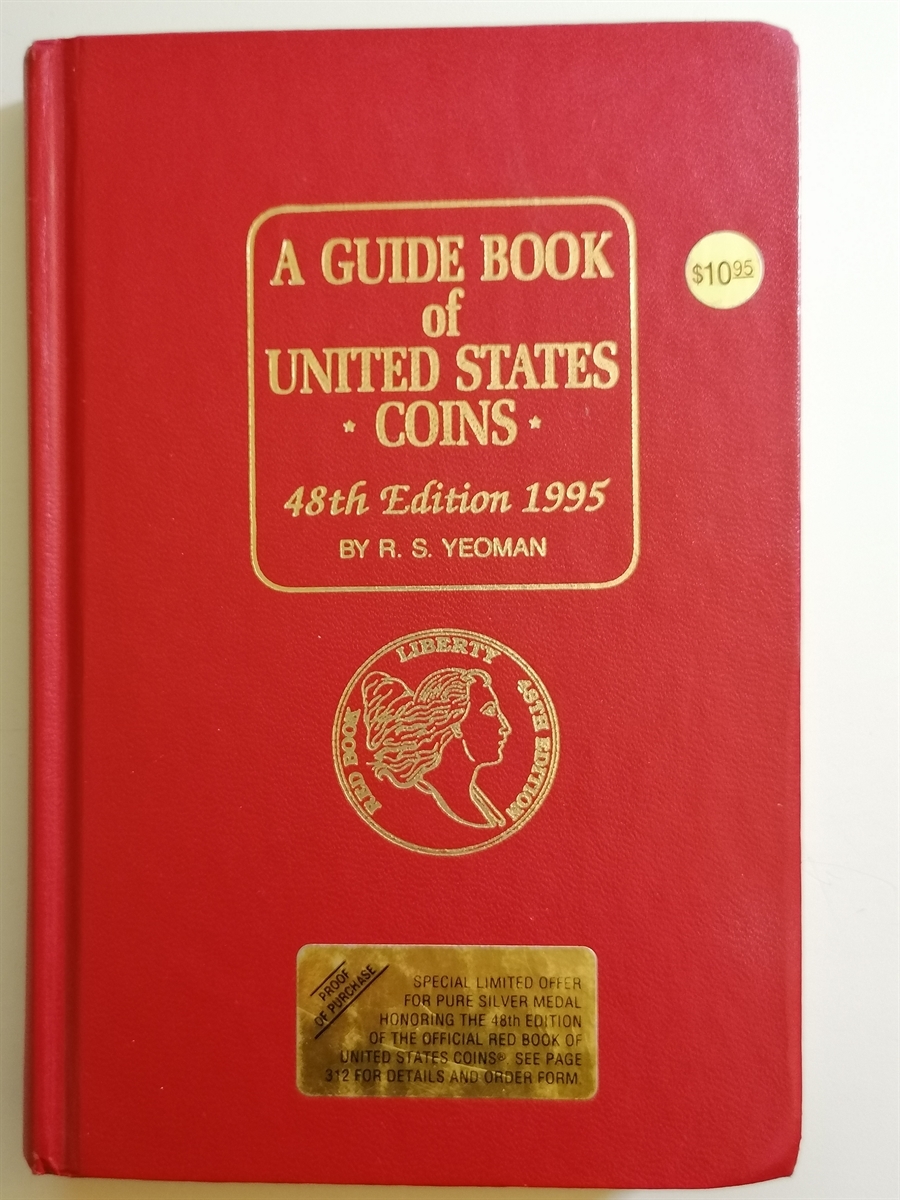 A GUIDE BOOK
of
UNITED STATES
* COINS *
48th Edition 1995
BY R. S. YEOMAN
$10⁹⁵
LIBERTY
RED BOOK
48TH EDITION
PROOF
OF PURCHASE
SPECIAL LIMITED OFFER
FOR PURE SILVER MEDAL
HONORING THE 48th EDITION
OF THE OFFICIAL RED BOOK OF
UNITED STATES COINS®. SEE PAGE
312 FOR DETAILS AND ORDER FORM.